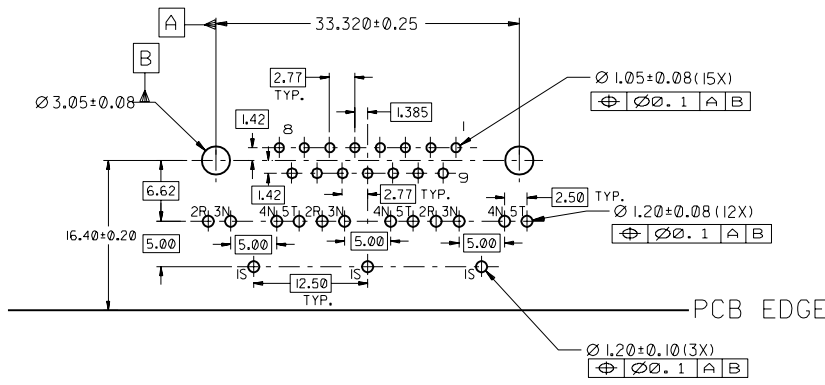 A
33.320±0.25
B
2.77
TYP.
Ø 1.05±0.08(15X)
Ø0.1 A B
Ø3.05±0.08
1.385
1.42
8 1
9
6.62
1.42
2.77 TYP.
2.50 TYP.
2R 3N 4N 5T 2R 3N 4N 5T 2R 3N 4N 5T
Ø 1.20±0.08(12X)
Ø0.1 A B
16.40±0.20
5.00
5.00
5.00
5.00
1S 1S 1S
12.50
TYP.
PCB EDGE
Ø 1.20±0.10(3X)
Ø0.1 A B